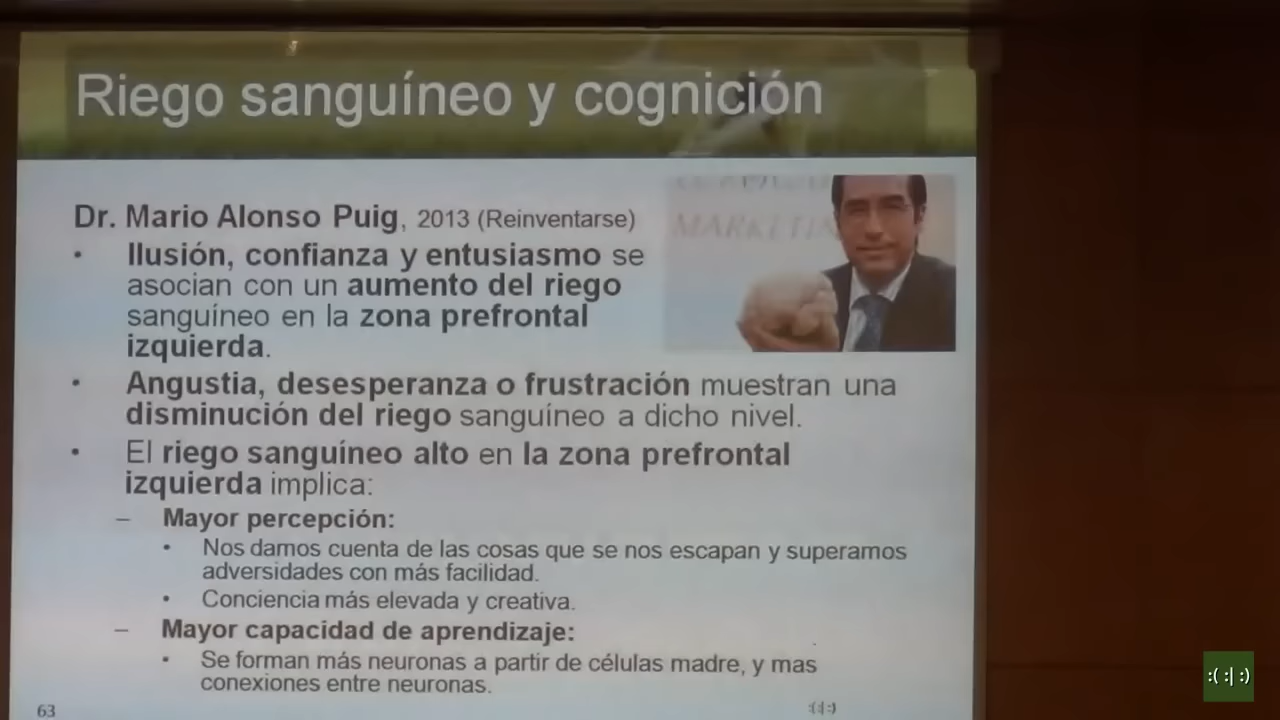 Riego sanguíneo y cognición
Dr. Mario Alonso Puig, 2013 (Reinventarse)
• Ilusión, confianza y entusiasmo se
asocian con un aumento del riego
sanguíneo en la zona prefrontal
izquierda.
• Angustia, desesperanza o frustración muestran una
disminución del riego sanguíneo a dicho nivel.
• El riego sanguíneo alto en la zona prefrontal
izquierda implica:
– Mayor percepción:
• Nos damos cuenta de las cosas que se nos escapan y superamos
adversidades con más facilidad.
• Conciencia más elevada y creativa.
– Mayor capacidad de aprendizaje:
• Se forman más neuronas a partir de células madre, y mas
conexiones entre neuronas.
63
:(:|:)
MARKETIN
:( :| :)